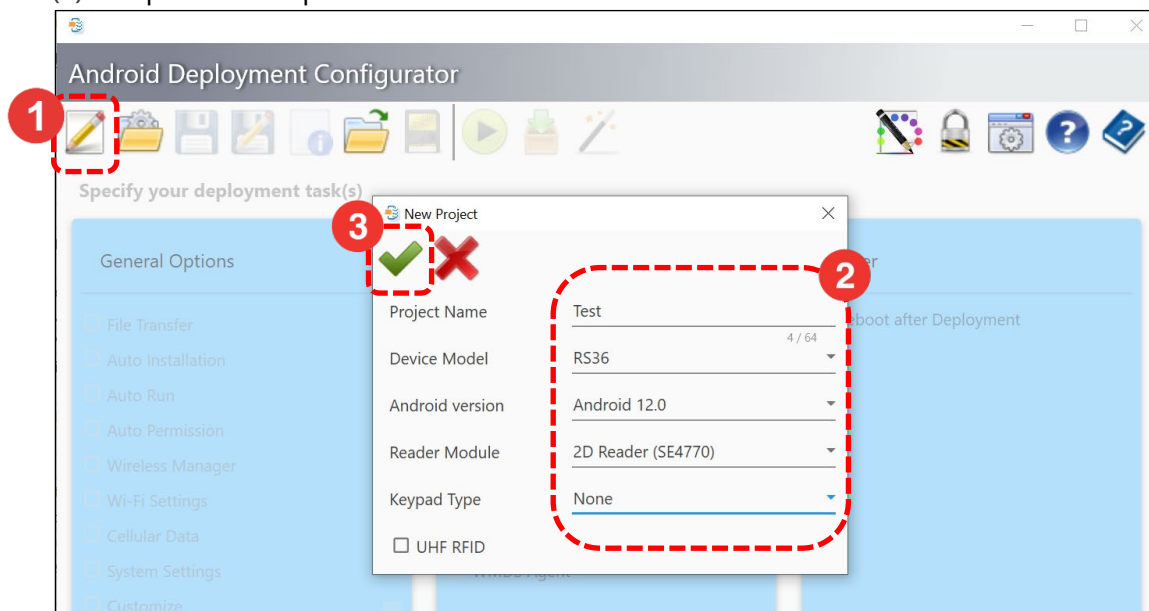 Android Deployment Configurator
1
Specify your deployment task(s)
New Project
3
General Options
2
Project Name
Test
4 / 64
File Transfer
eboot after Deployment
Device Model
RS36
Auto Installation
Auto Run
Android version
Android 12.0
Auto Permission
Reader Module
2D Reader (SE4770)
Wireless Manager
Keypad Type
None
Wi-Fi Settings
Cellular Data
UHF RFID
System Settings
Customize